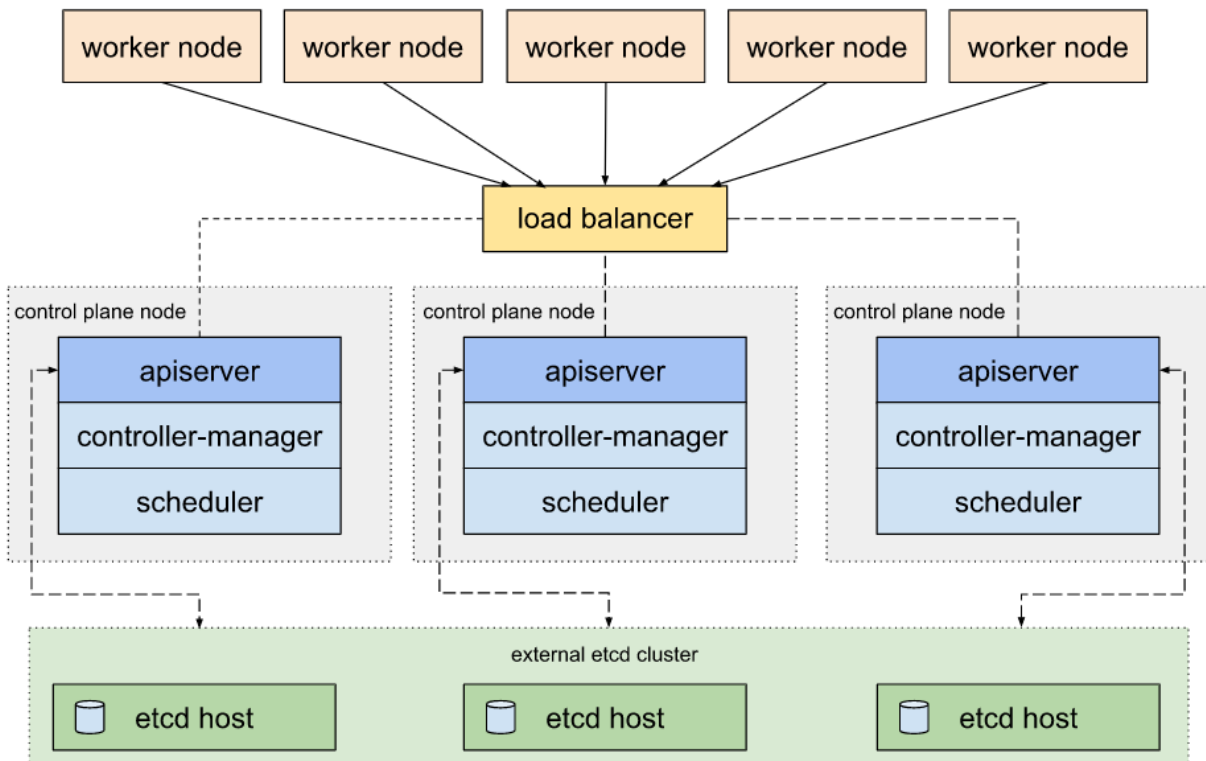 worker node
worker node
worker node
worker node
worker node
load balancer
control plane node
control plane node
control plane node
apiserver
apiserver
apiserver
controller-manager
controller-manager
controller-manager
scheduler
scheduler
scheduler
external etcd cluster
etcd host
etcd host
etcd host